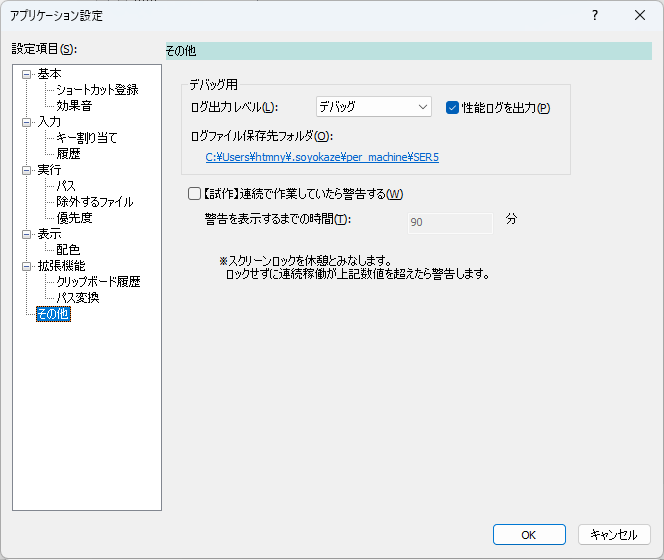 アプリケーション設定
設定項目(S):
基本
ショートカット登録
効果音
入力
キー割り当て
履歴
実行
パス
除外するファイル
優先度
表示
配色
拡張機能
クリップボード履歴
パス変換
その他
その他
デバッグ用
ログ出力レベル(L): デバッグ 性能ログを出力(P)
ログファイル保存先フォルダ(O):
C:¥Users¥htmny¥.soyokaze¥per_machine¥SER5
【試作】連続で作業していたら警告する(W)
警告を表示するまでの時間(T): 90 分
※スクリーンロックを休憩とみなします。
ロックせずに連続稼働が上記数値を超えたら警告します。
OK キャンセル